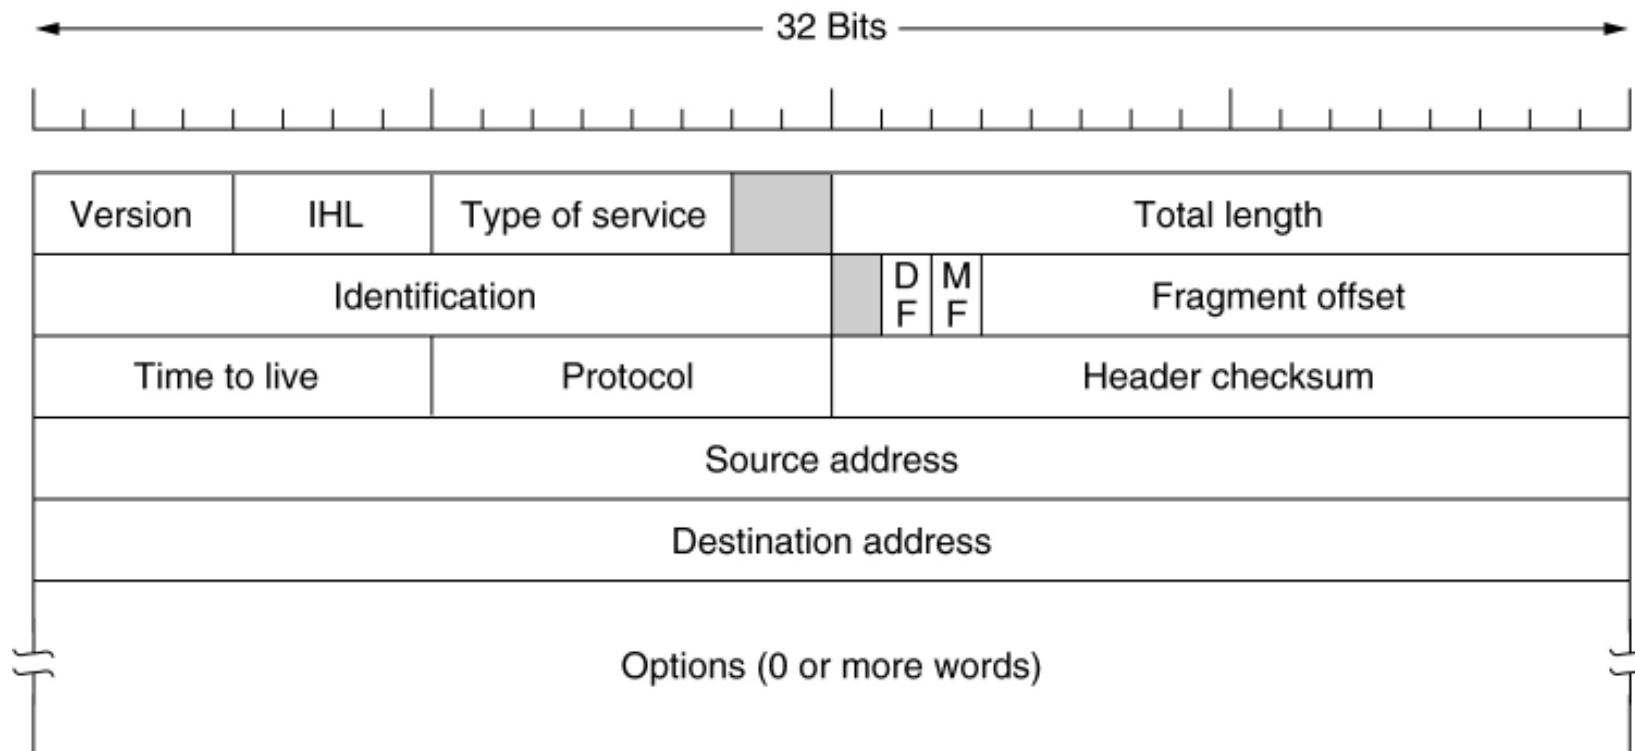 32 Bits
Version IHL Type of service Total length
Identification D F M F Fragment offset
Time to live Protocol Header checksum
Source address
Destination address
Options (0 or more words)